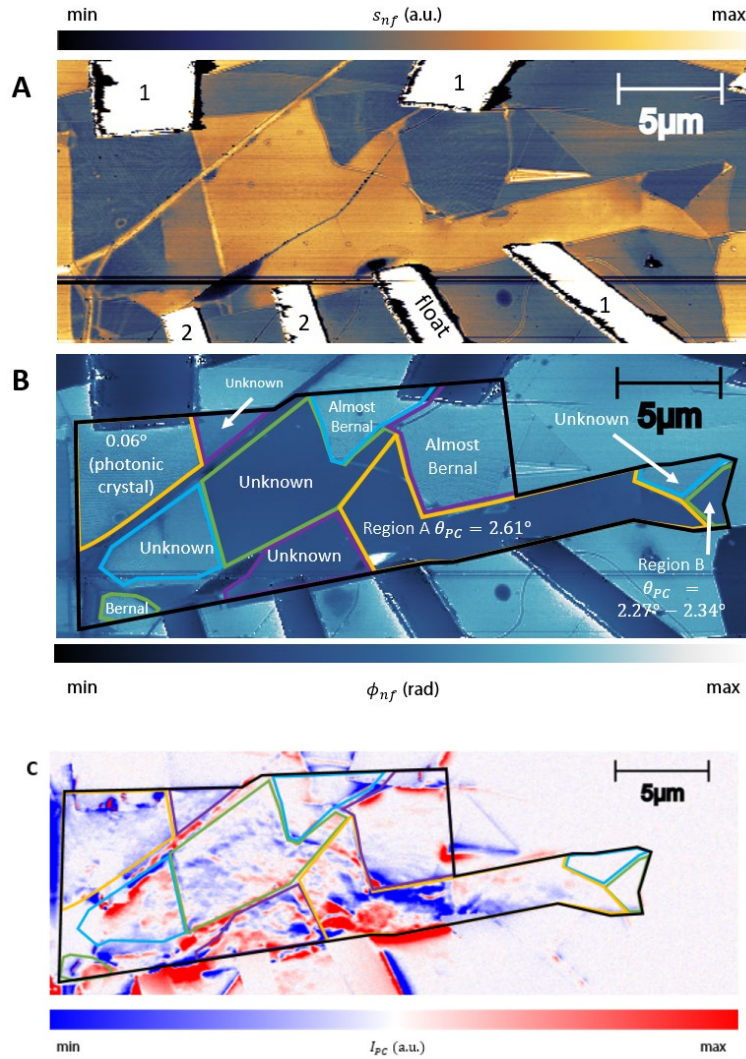 min
s_nf (a.u.)
max
A
1
1
5μm
2
2
float
1
B
Unknown
5μm
Almost
Bernal
Unknown
0.06°
(photonic
crystal)
Almost
Bernal
Unknown
Region A θ_PC = 2.61°
Unknown
Unknown
Region B
θ_PC =
2.27° − 2.34°
Bernal
min
ϕ_nf (rad)
max
C
5μm
min
I_PC (a.u.)
max